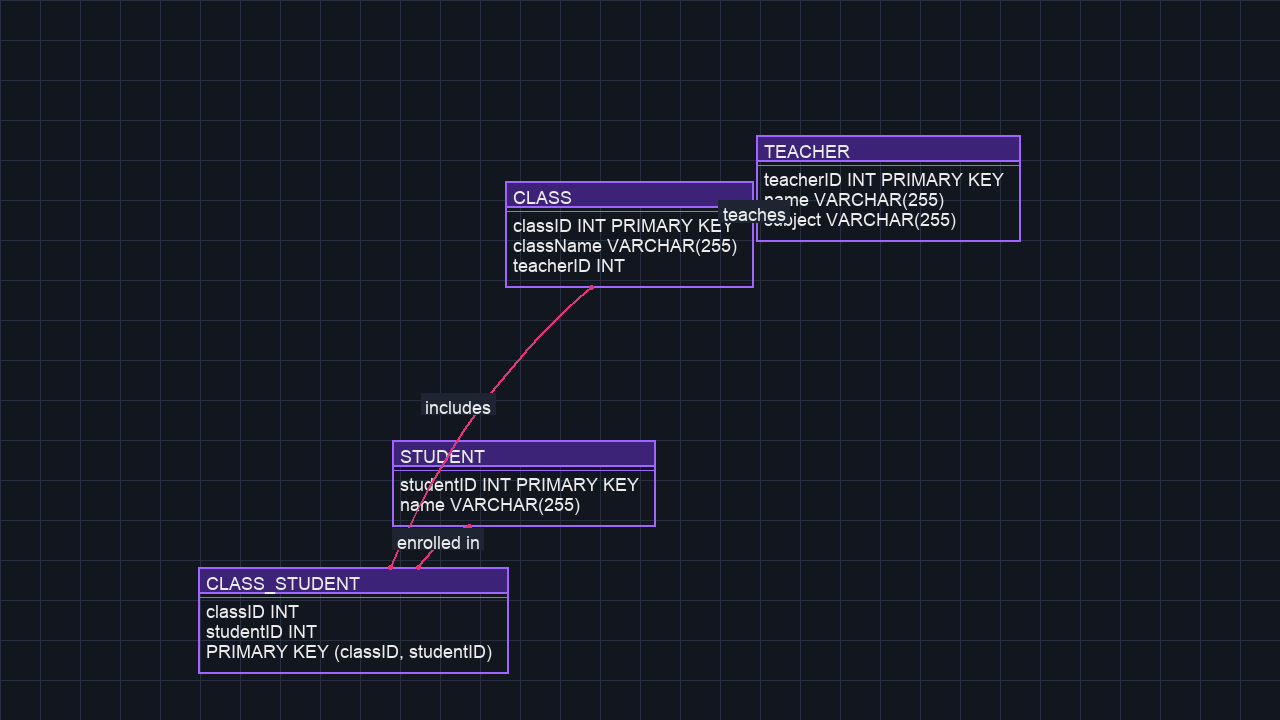 TEACHER
teacherID INT PRIMARY KEY
name VARCHAR(255)
subject VARCHAR(255)
CLASS
classID INT PRIMARY KEY
className VARCHAR(255)
teacherID INT
teaches
includes
STUDENT
studentID INT PRIMARY KEY
name VARCHAR(255)
enrolled in
CLASS_STUDENT
classID INT
studentID INT
PRIMARY KEY (classID, studentID)